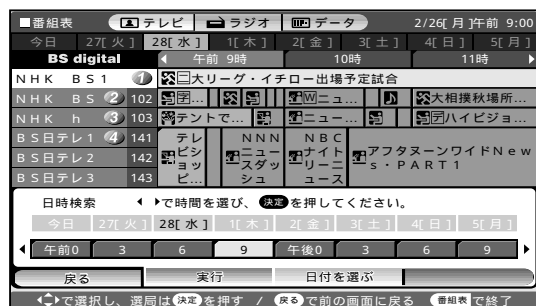 ■番組表 テレビ ラジオ データ 2/26[月]午前 9:00
今日 27[火] 28[水] 1[木] 2[金] 3[土] 4[日] 5[月]
BS digital 午前 9時 10時 11時
NHK BS1 1 大リーグ・イチロー出場予定試合
NHK BS 2 102 字... Wニュ... 大相撲秋場所...
NHK h 3 103 テントで... ニュ... ハイビジョ...
BS日テレ1 4 141 テレビショッピ... NNNニュースダッシュ NBCナイトリーニュース アフタヌーンワイドNews・PART1
BS日テレ2 142
BS日テレ3 143
日時検索 で時間を選び、決定を押してください。
今日 27[火] 28[水] 1[木] 2[金] 3[土] 4[日] 5[月]
午前0 3 6 9 午後0 3 6 9
戻る 実行 日付を選ぶ
で選択し、選局は決定を押す / 戻るで前の画面に戻る 番組表で終了